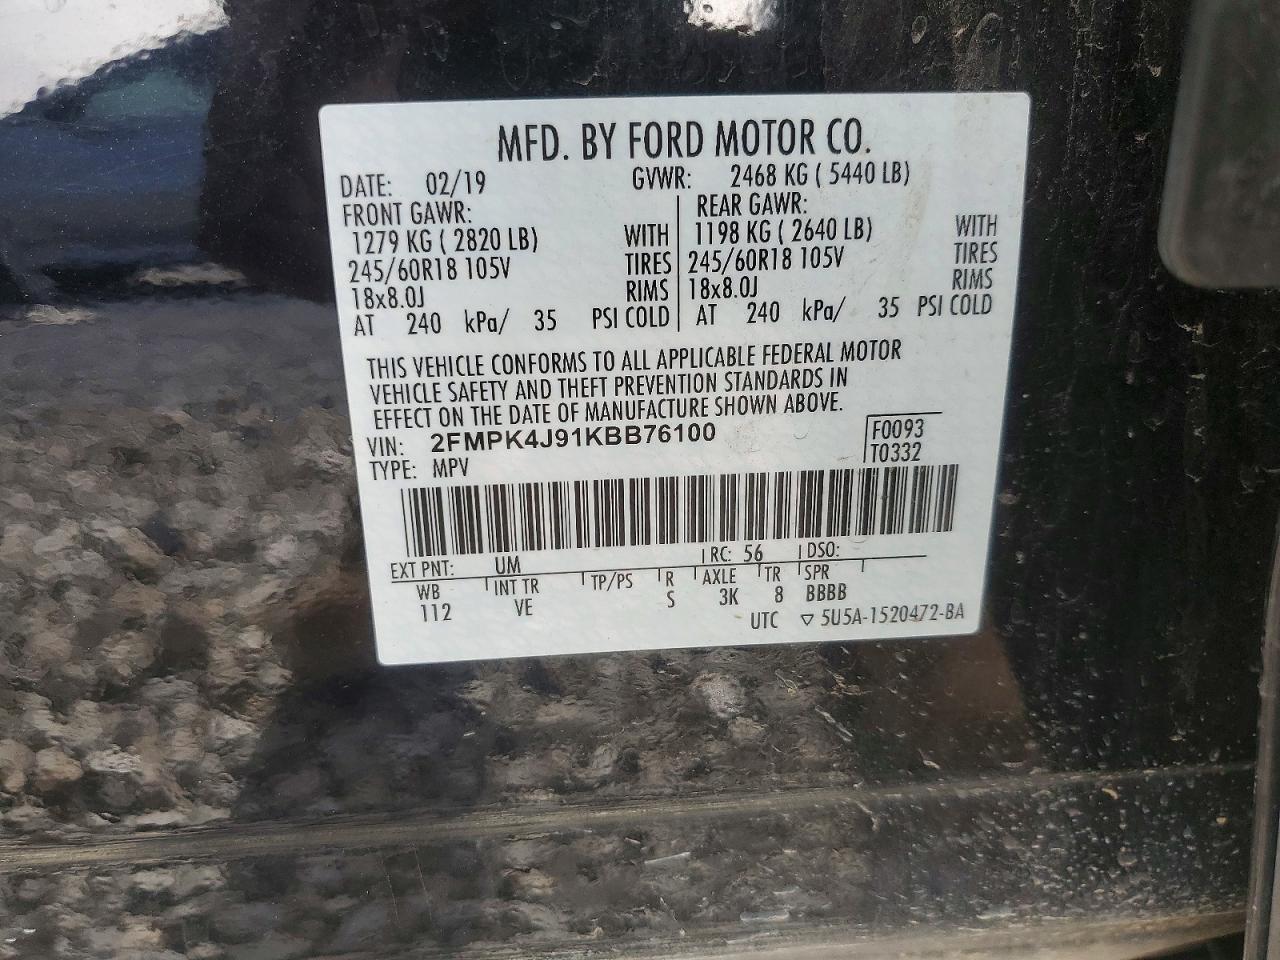 MFD. BY FORD MOTOR CO.
DATE: 02/19 GVWR: 2468 KG ( 5440 LB)
FRONT GAWR: REAR GAWR:
1279 KG ( 2820 LB) WITH 1198 KG ( 2640 LB) WITH
245/60R18 105V TIRES 245/60R18 105V TIRES
18x8.0J RIMS 18x8.0J RIMS
AT 240 kPa/ 35 PSI COLD AT 240 kPa/ 35 PSI COLD
THIS VEHICLE CONFORMS TO ALL APPLICABLE FEDERAL MOTOR
VEHICLE SAFETY AND THEFT PREVENTION STANDARDS IN
EFFECT ON THE DATE OF MANUFACTURE SHOWN ABOVE.
VIN: 2FMPK4J91KBB76100 F0093
TYPE: MPV T0332
EXT PNT: UM RC: 56 DSO:
WB INT TR TP/PS R AXLE TR SPR
112 VE S 3K 8 BBBB
UTC ▽ 5U5A-1520472-BA